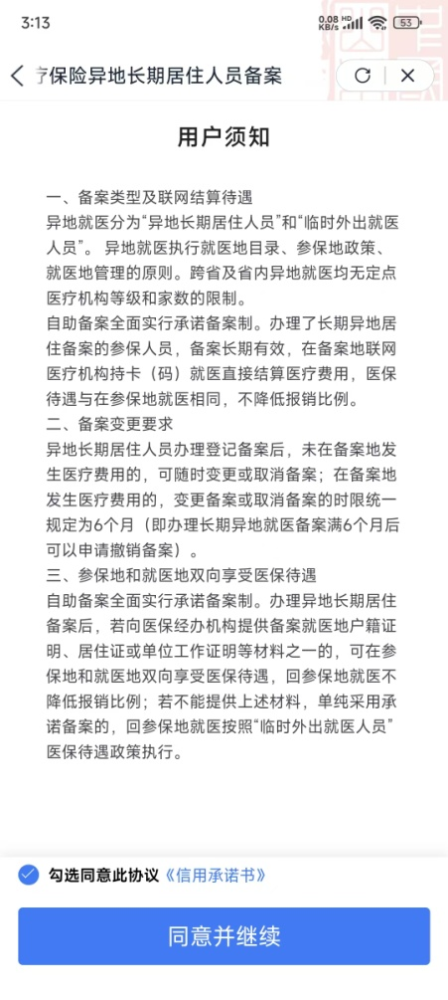 3:13
0.08 KB/s HD 53
疗保险异地长期居住人员备案
用户须知
一、备案类型及联网结算待遇
异地就医分为“异地长期居住人员”和“临时外出就医
人员”。 异地就医执行就医地目录、参保地政策、
就医地管理的原则。跨省及省内异地就医均无定点
医疗机构等级和家数的限制。
自助备案全面实行承诺备案制。办理了长期异地居
住备案的参保人员，备案长期有效，在备案地联网
医疗机构持卡（码）就医直接结算医疗费用，医保
待遇与在参保地就医相同，不降低报销比例。
二、备案变更要求
异地长期居住人员办理登记备案后，未在备案地发
生医疗费用的，可随时变更或取消备案；在备案地
发生医疗费用的，变更备案或取消备案的时限统一
规定为6个月（即办理长期异地就医备案满6个月后
可以申请撤销备案）。
三、参保地和就医地双向享受医保待遇
自助备案全面实行承诺备案制。办理异地长期居住
备案后，若向医保经办机构提供备案就医地户籍证
明、居住证或单位工作证明等材料之一的，可在参
保地和就医地双向享受医保待遇，回参保地就医不
降低报销比例；若不能提供上述材料，单纯采用承
诺备案的，回参保地就医按照“临时外出就医人员”
医保待遇政策执行。
勾选同意此协议《信用承诺书》
同意并继续